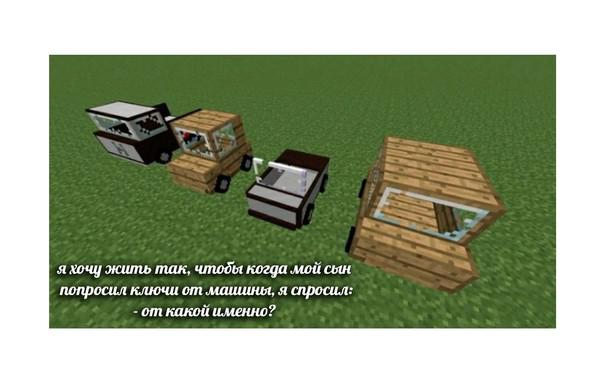 я хочу жить так, чтобы когда мой сын
попросил ключи от машины, я спросил:
- от какой именно?